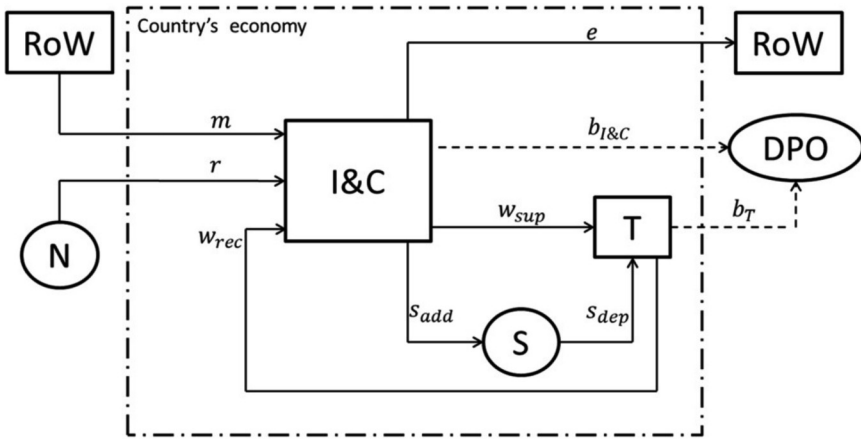 Country's economy
RoW
e
RoW
m
b_{I&C}
DPO
r
I&C
w_{sup}
T
b_T
w_{rec}
N
s_{add}
S
s_{dep}